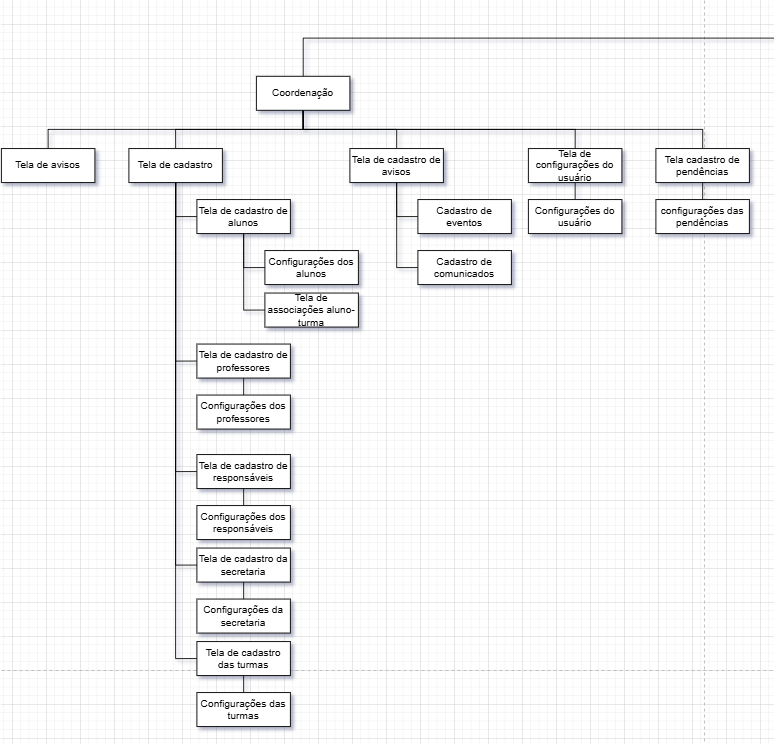 Coordenação
Tela de avisos
Tela de cadastro
Tela de cadastro de
avisos
Tela de
configurações do
usuário
Tela cadastro de
pendências
Tela de cadastro de
alunos
Cadastro de
eventos
Configurações do
usuário
configurações das
pendências
Configurações dos
alunos
Cadastro de
comunicados
Tela de
associações aluno-
turma
Tela de cadastro de
professores
Configurações dos
professores
Tela de cadastro de
responsáveis
Configurações dos
responsáveis
Tela de cadastro da
secretaria
Configurações da
secretaria
Tela de cadastro
das turmas
Configurações das
turmas